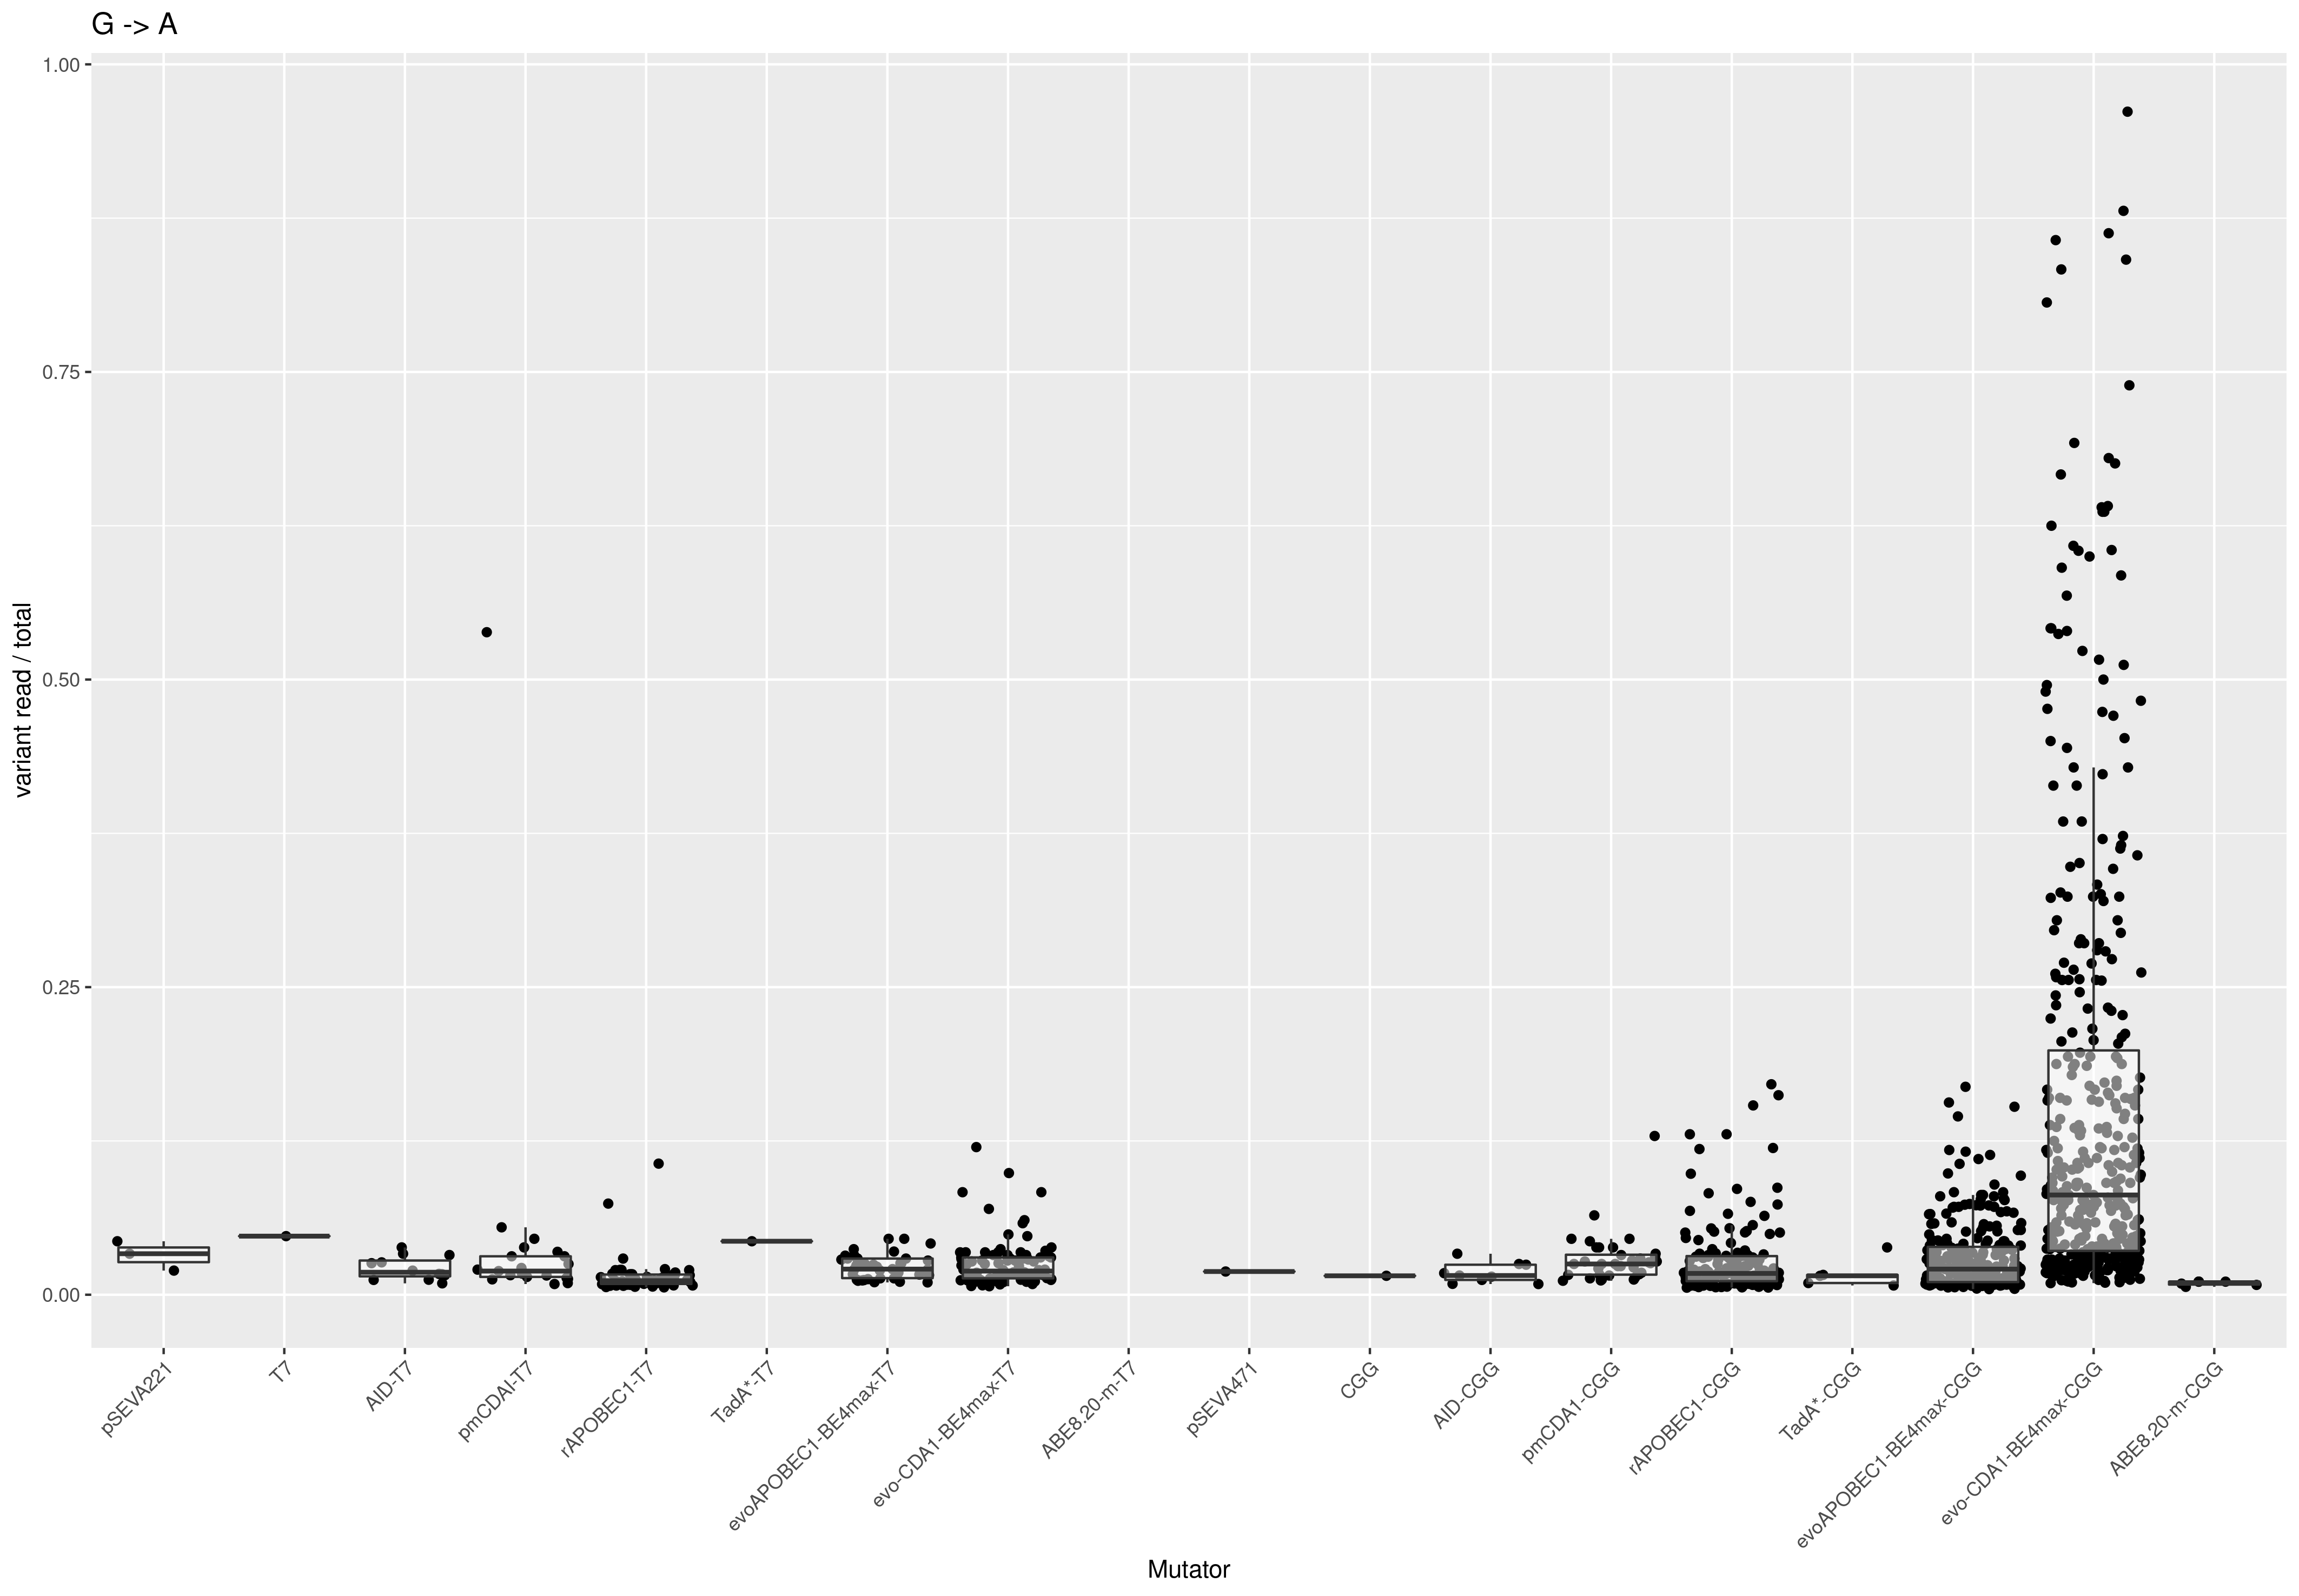 G -> A
1.00
0.75
0.50
0.25
0.00
variant read / total
pSEVA221
T7
AID-T7
pmCDAI-T7
rAPOBEC1-T7
TadA*-T7
evoAPOBEC1-BE4max-T7
evo-CDA1-BE4max-T7
ABE8.20-m-T7
pSEVA471
CGG
AID-CGG
pmCDA1-CGG
rAPOBEC1-CGG
TadA*-CGG
evoAPOBEC1-BE4max-CGG
evo-CDA1-BE4max-CGG
ABE8.20-m-CGG
Mutator